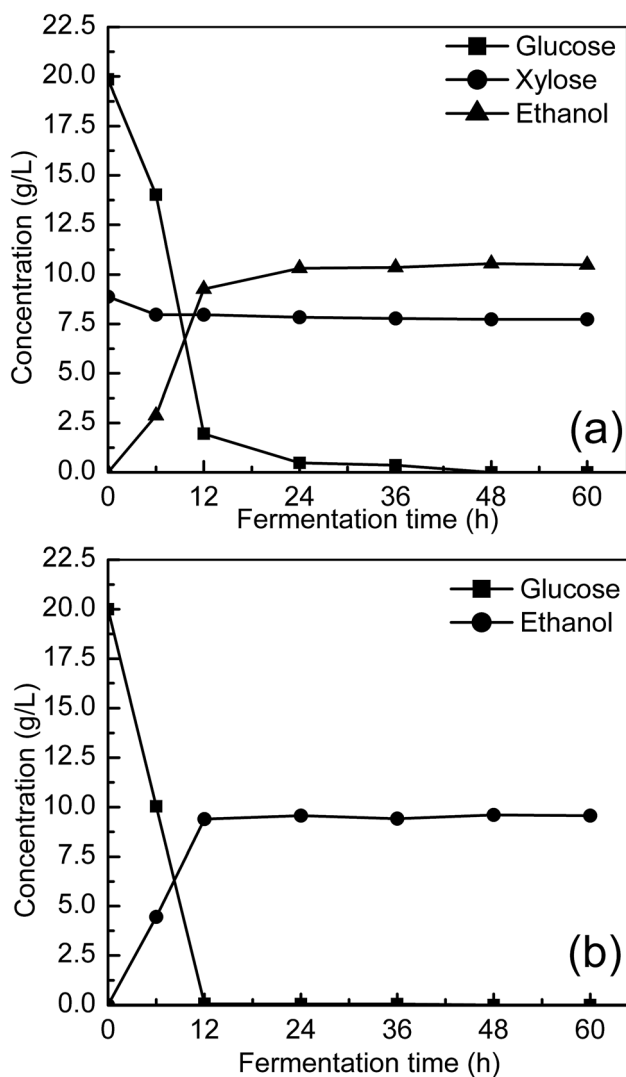 22.5
20.0
17.5
15.0
12.5
10.0
7.5
5.0
2.5
0.0
Concentration (g/L)
Glucose
Xylose
Ethanol
(a)
0 12 24 36 48 60
Fermentation time (h)
22.5
20.0
17.5
15.0
12.5
10.0
7.5
5.0
2.5
0.0
Concentration (g/L)
Glucose
Ethanol
(b)
0 12 24 36 48 60
Fermentation time (h)